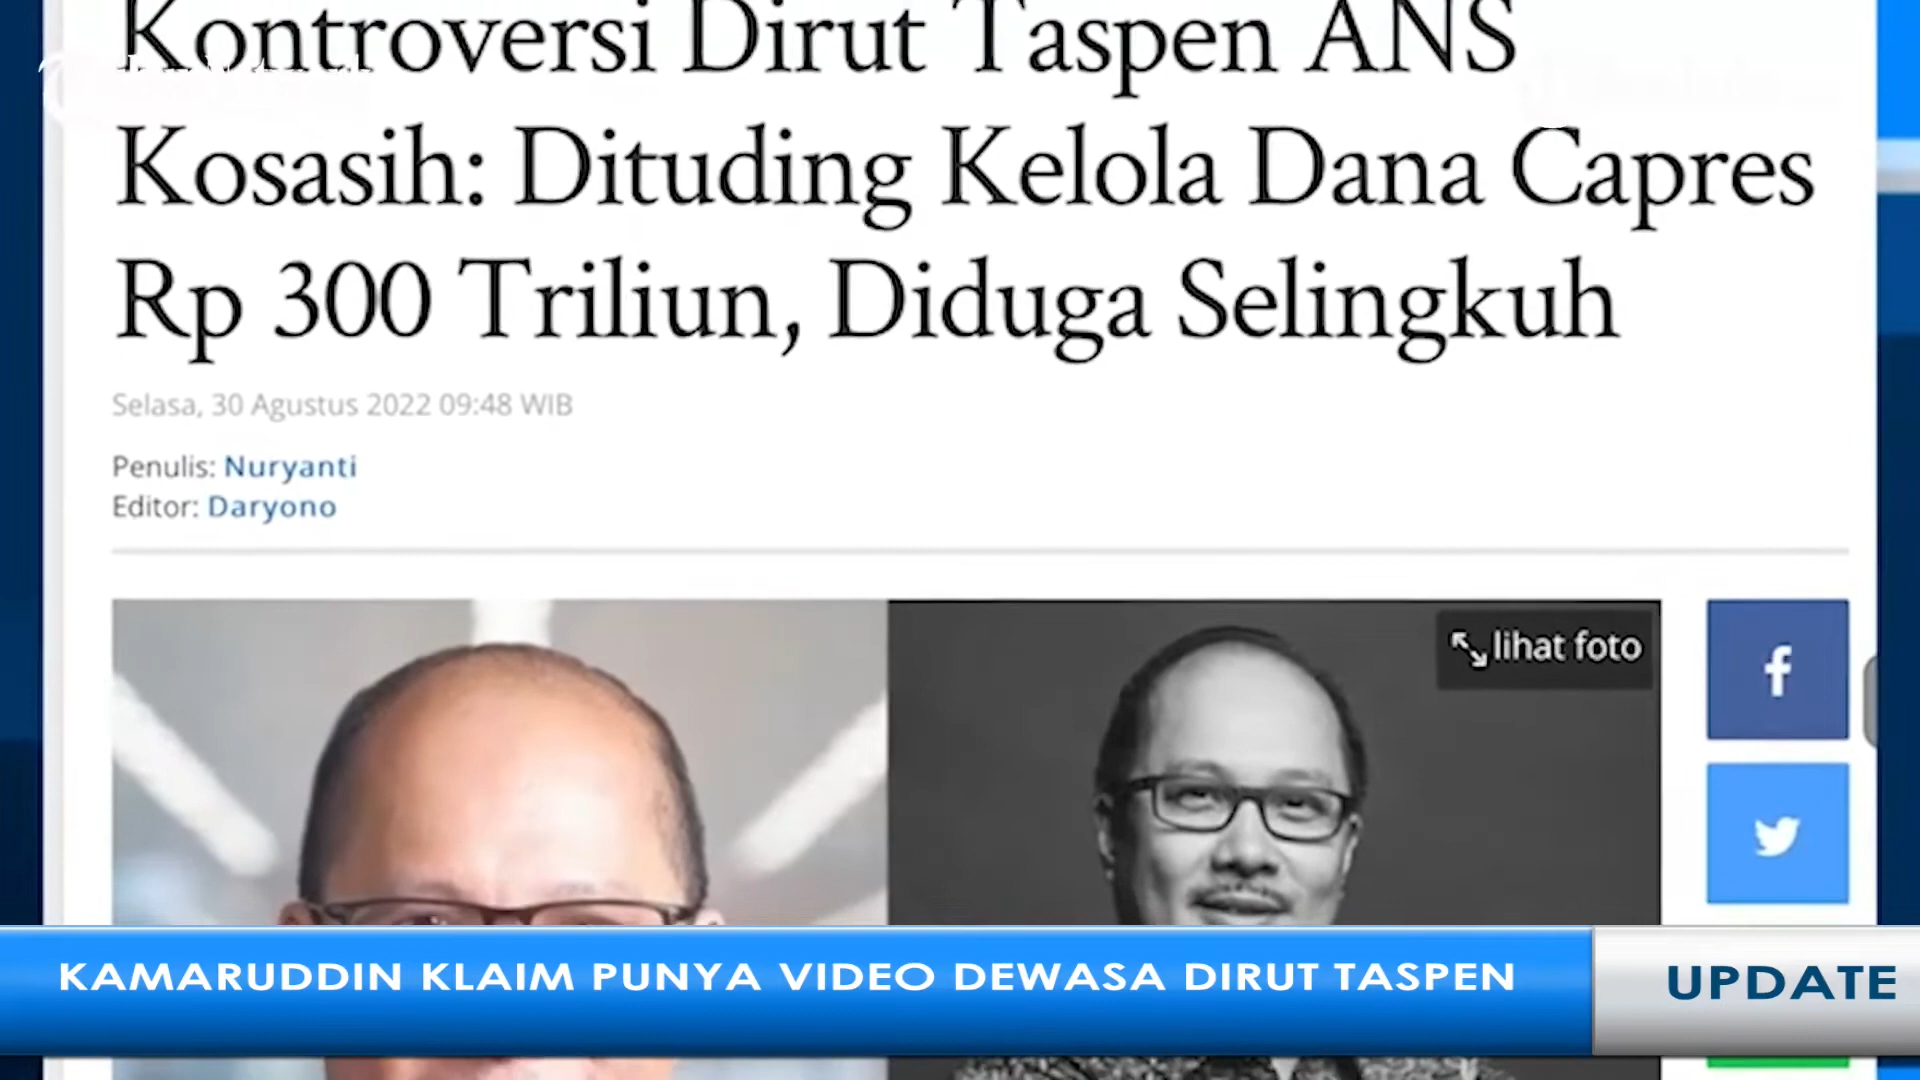 Kontroversi Dirut Taspen ANS
Kosasih: Dituding Kelola Dana Capres
Rp 300 Triliun, Diduga Selingkuh
Selasa, 30 Agustus 2022 09:48 WIB
Penulis: Nuryanti
Editor: Daryono
lihat foto
KAMARUDDIN KLAIM PUNYA VIDEO DEWASA DIRUT TASPEN
UPDATE